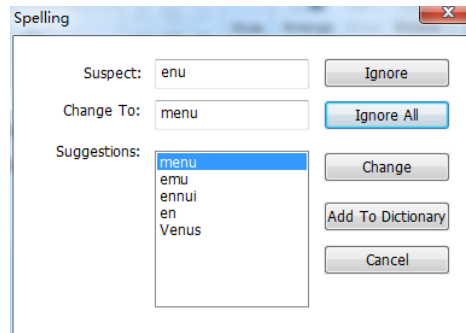 Spelling
Suspect: enu Ignore
Change To: menu Ignore All
Suggestions: menu Change
emu
ennui
en Add To Dictionary
Venus
Cancel